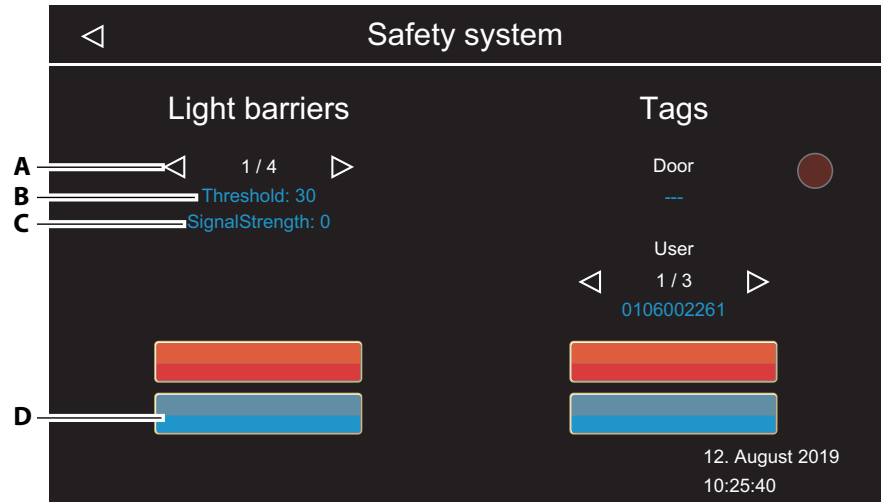 Safety system
Light barriers
A
1 / 4
B
Threshold: 30
C
SignalStrength: 0
D
Tags
Door
---
User
1 / 3
0106002261
12. August 2019
10:25:40